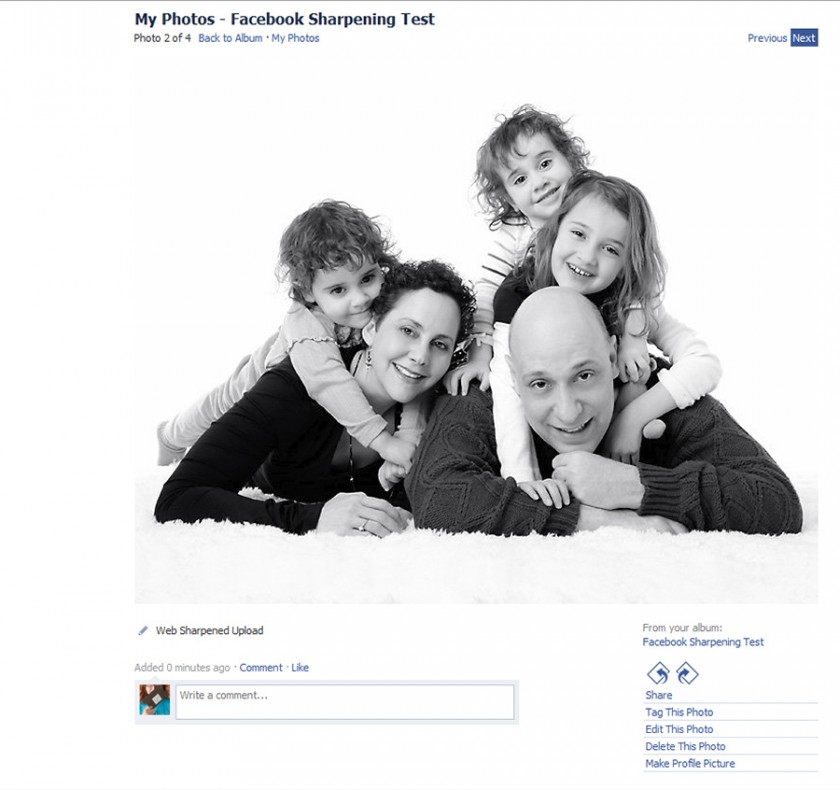 My Photos - Facebook Sharpening Test
Photo 2 of 4 Back to Album · My Photos
Previous Next
Web Sharpened Upload
From your album:
Facebook Sharpening Test
Added 0 minutes ago · Comment · Like
Write a comment...
Share
Tag This Photo
Edit This Photo
Delete This Photo
Make Profile Picture